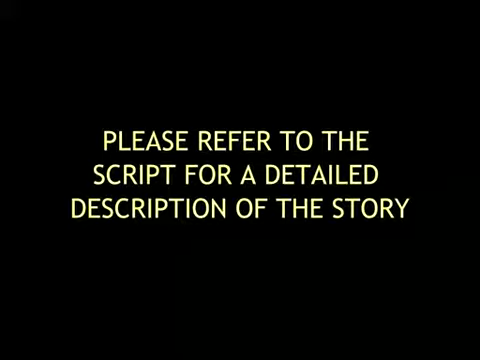 PLEASE REFER TO THE
SCRIPT FOR A DETAILED
DESCRIPTION OF THE STORY